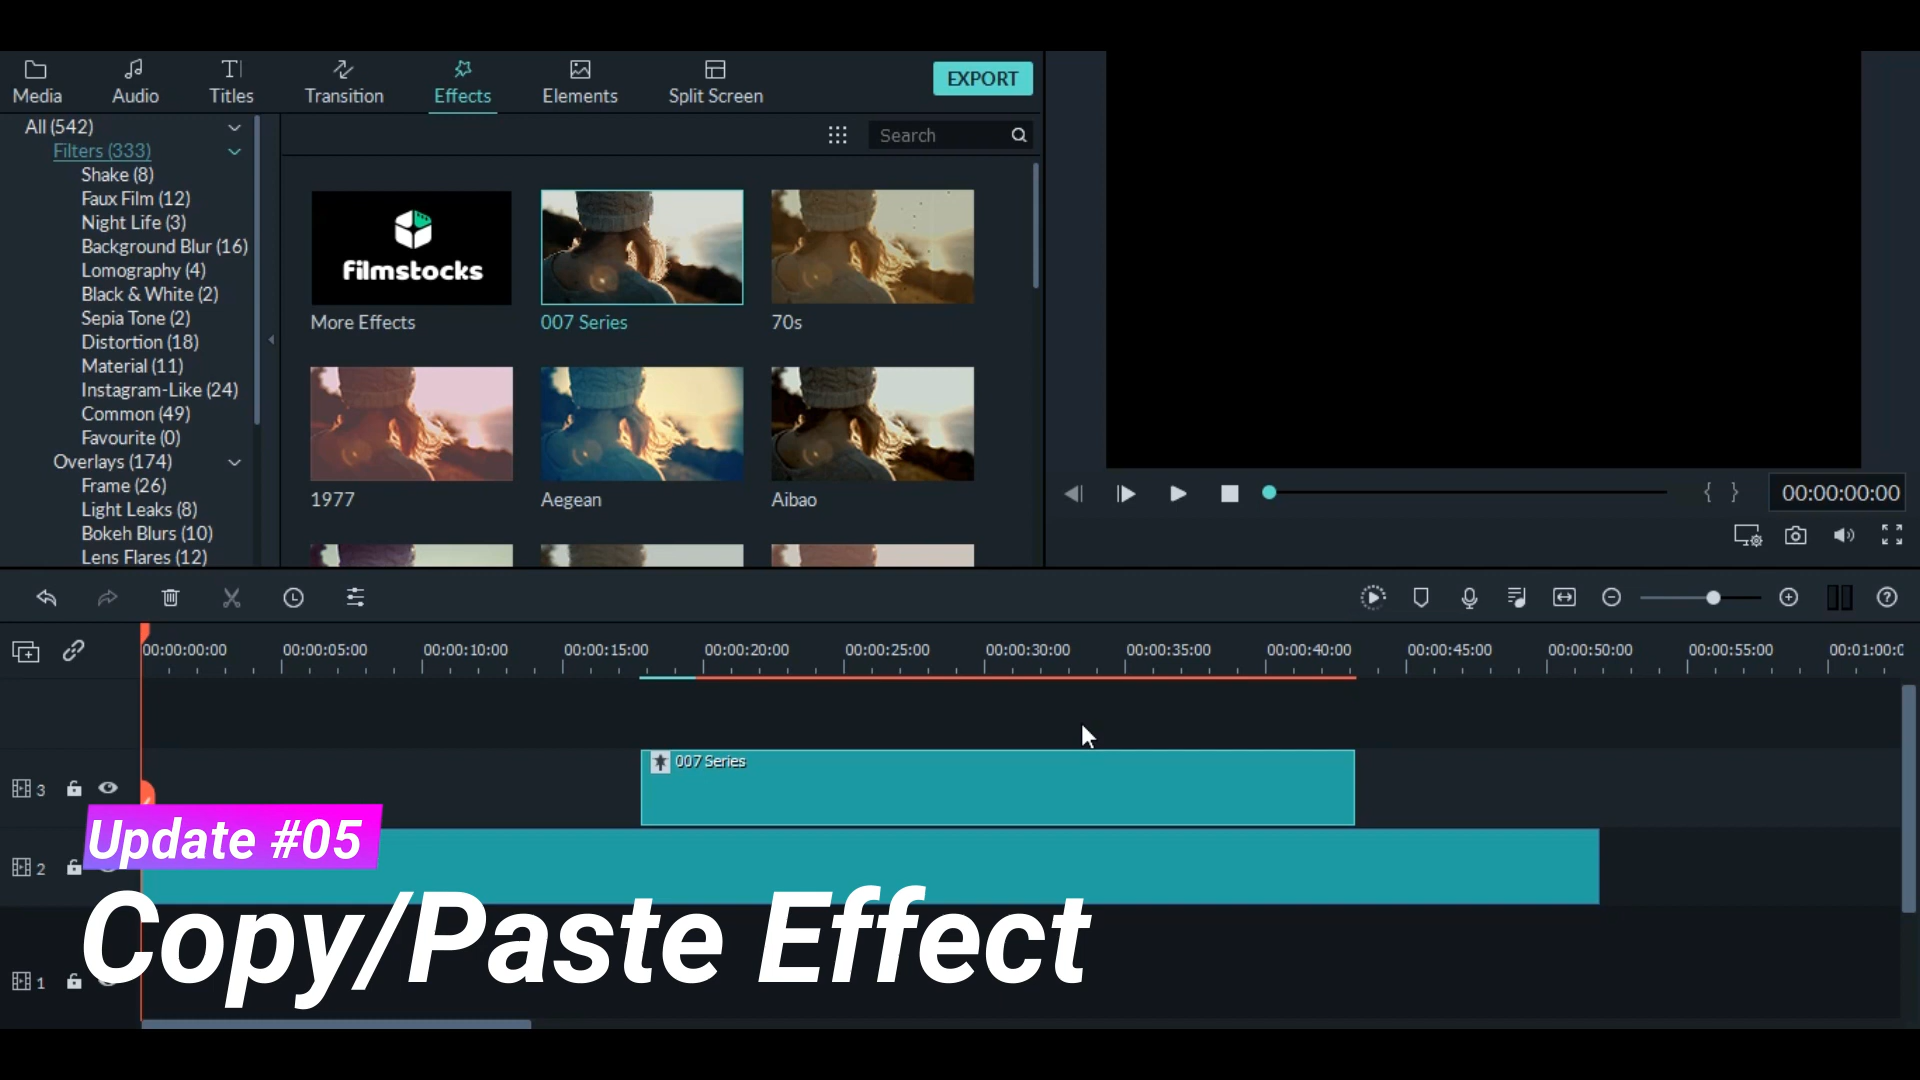 Media
Audio
Titles
Transition
Effects
Elements
Split Screen
EXPORT
All (542)
Filters (333)
Shake (8)
Faux Film (12)
Night Life (3)
Background Blur (16)
Lomography (4)
Black & White (2)
Sepia Tone (2)
Distortion (18)
Material (11)
Instagram-Like (24)
Common (49)
Favourite (0)
Overlays (174)
Frame (26)
Light Leaks (8)
Bokeh Blurs (10)
Lens Flares (12)
Search
filmstocks
More Effects
007 Series
70s
1977
Aegean
Aibao
00:00:00:00
00:00:00:00
00:00:05:00
00:00:10:00
00:00:15:00
00:00:20:00
00:00:25:00
00:00:30:00
00:00:35:00
00:00:40:00
00:00:45:00
00:00:50:00
00:00:55:00
00:01:00:0
007 Series
3
2
1
Update #05
Copy/Paste Effect